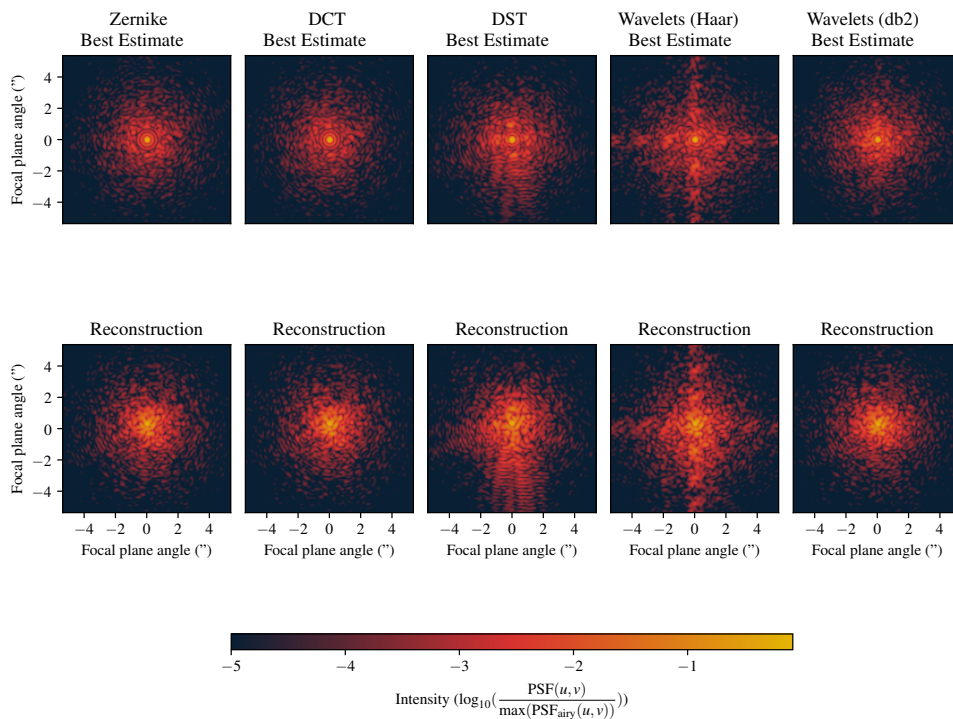 Zernike
Best Estimate
DCT
Best Estimate
DST
Best Estimate
Wavelets (Haar)
Best Estimate
Wavelets (db2)
Best Estimate
Focal plane angle (”)
4
2
0
−2
−4
Reconstruction
Reconstruction
Reconstruction
Reconstruction
Reconstruction
Focal plane angle (”)
4
2
0
−2
−4
−4 −2 0 2 4
−4 −2 0 2 4
−4 −2 0 2 4
−4 −2 0 2 4
−4 −2 0 2 4
Focal plane angle (”)
Focal plane angle (”)
Focal plane angle (”)
Focal plane angle (”)
Focal plane angle (”)
−5 −4 −3 −2 −1
Intensity (log₁₀(PSF(u,v) / max(PSF_airy(u,v))))